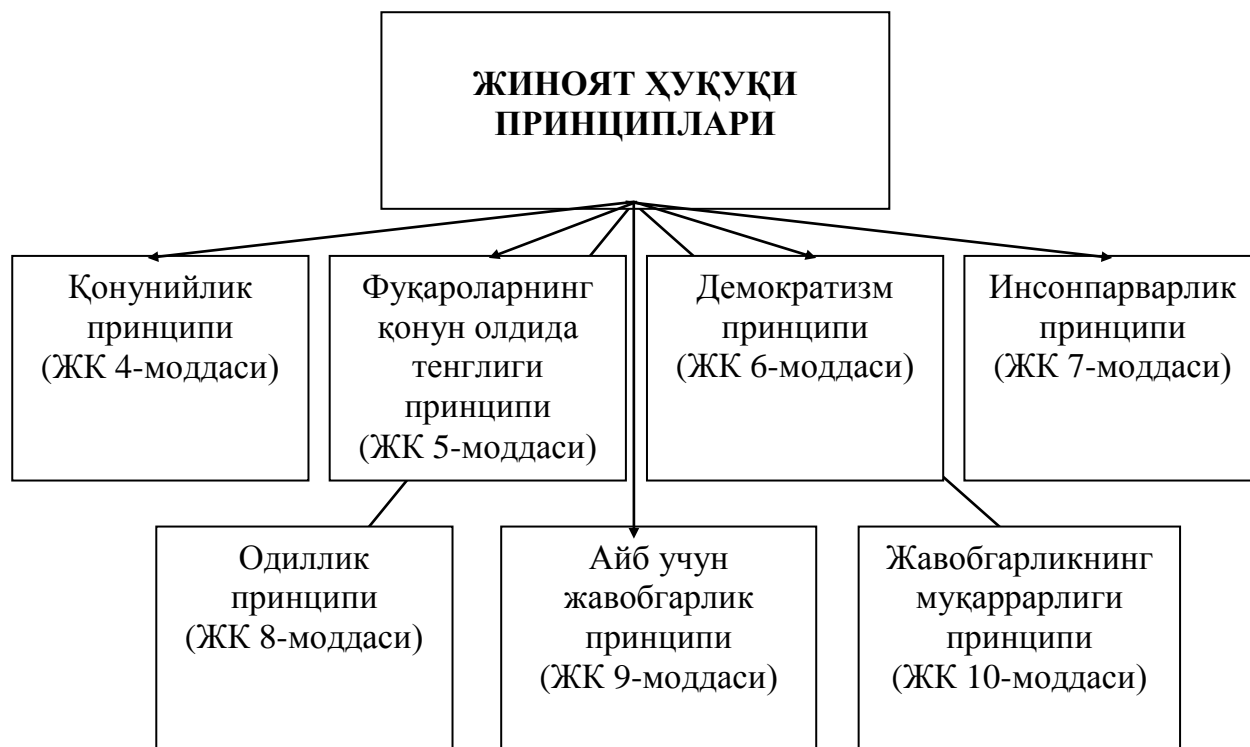 ЖИНОЯТ ҲУҚУҚИ
ПРИНЦИПЛАРИ
Қонунийлик
принципи
(ЖК 4-моддаси)
Фуқароларнинг
қонун олдида
тенглиги
принципи
(ЖК 5-моддаси)
Демократизм
принципи
(ЖК 6-моддаси)
Инсонпарварлик
принципи
(ЖК 7-моддаси)
Одиллик
принципи
(ЖК 8-моддаси)
Айб учун
жавобгарлик
принципи
(ЖК 9-моддаси)
Жавобгарликнинг
муқаррарлиги
принципи
(ЖК 10-моддаси)